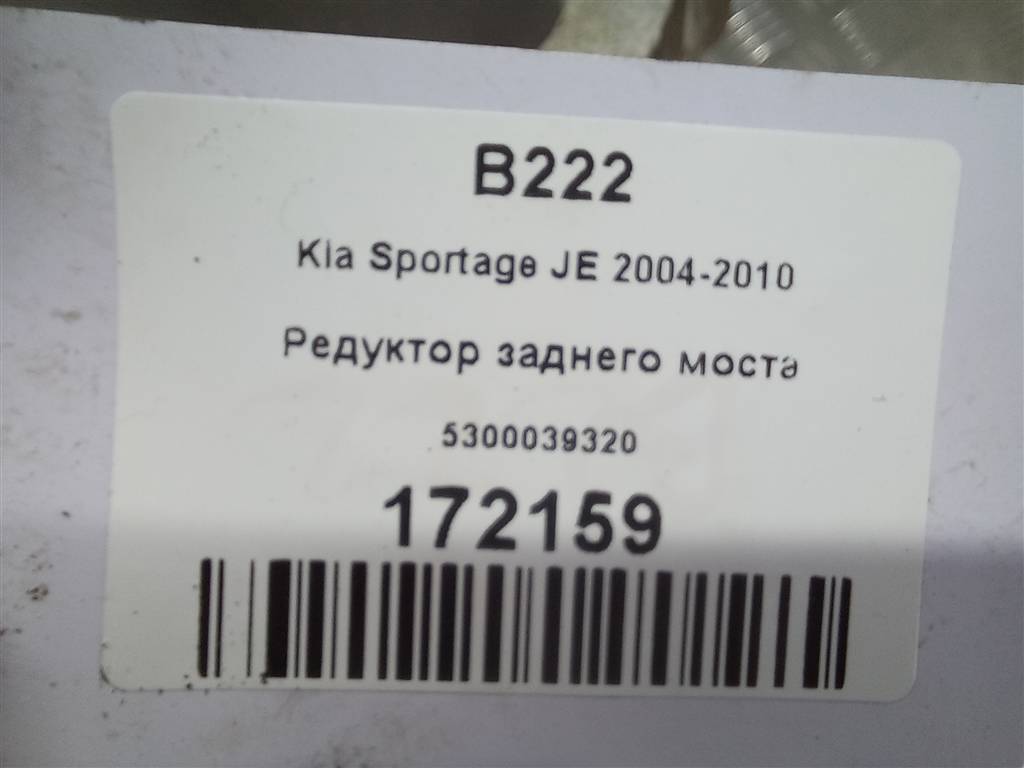 B222
Kia Sportage JE 2004-2010
Редуктор заднего моста
5300039320
172159